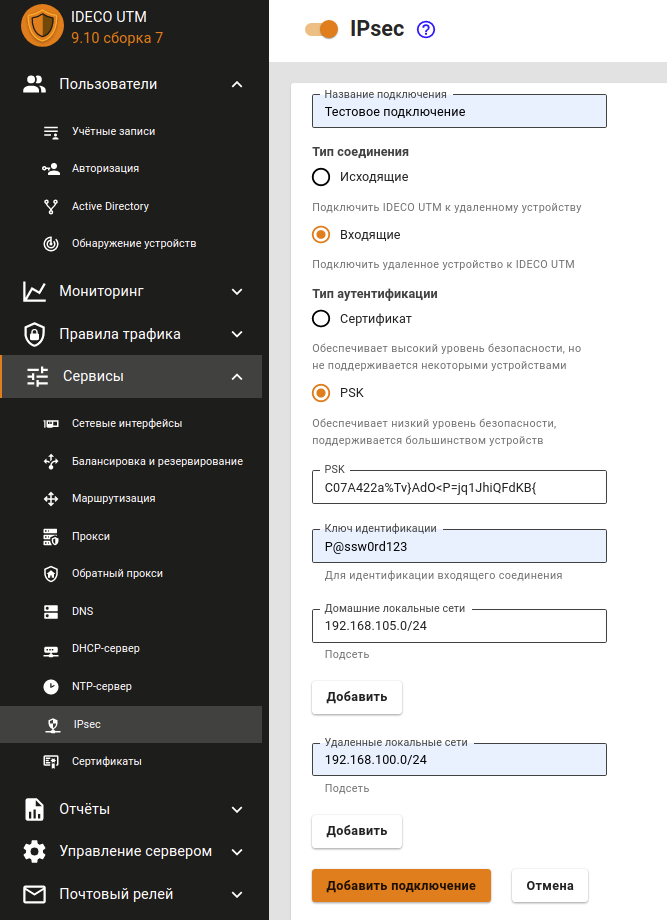 IDECO UTM
9.10 сборка 7
Пользователи
Учётные записи
Авторизация
Active Directory
Обнаружение устройств
Мониторинг
Правила трафика
Сервисы
Сетевые интерфейсы
Балансировка и резервирование
Маршрутизация
Прокси
Обратный прокси
DNS
DHCP-сервер
NTP-сервер
IPsec
Сертификаты
Отчёты
Управление сервером
Почтовый релей
IPsec ?
Название подключения
Тестовое подключение
Тип соединения
Исходящие
Подключить IDECO UTM к удаленному устройству
Входящие
Подключить удаленное устройство к IDECO UTM
Тип аутентификации
Сертификат
Обеспечивает высокий уровень безопасности, но
не поддерживается некоторыми устройствами
PSK
Обеспечивает низкий уровень безопасности,
поддерживается большинством устройств
PSK
C07A422a%Tv}AdO<P=jq1JhiQFdKB{
Ключ идентификации
P@ssw0rd123
Для идентификации входящего соединения
Домашние локальные сети
192.168.105.0/24
Подсеть
Добавить
Удаленные локальные сети
192.168.100.0/24
Подсеть
Добавить
Добавить подключение
Отмена